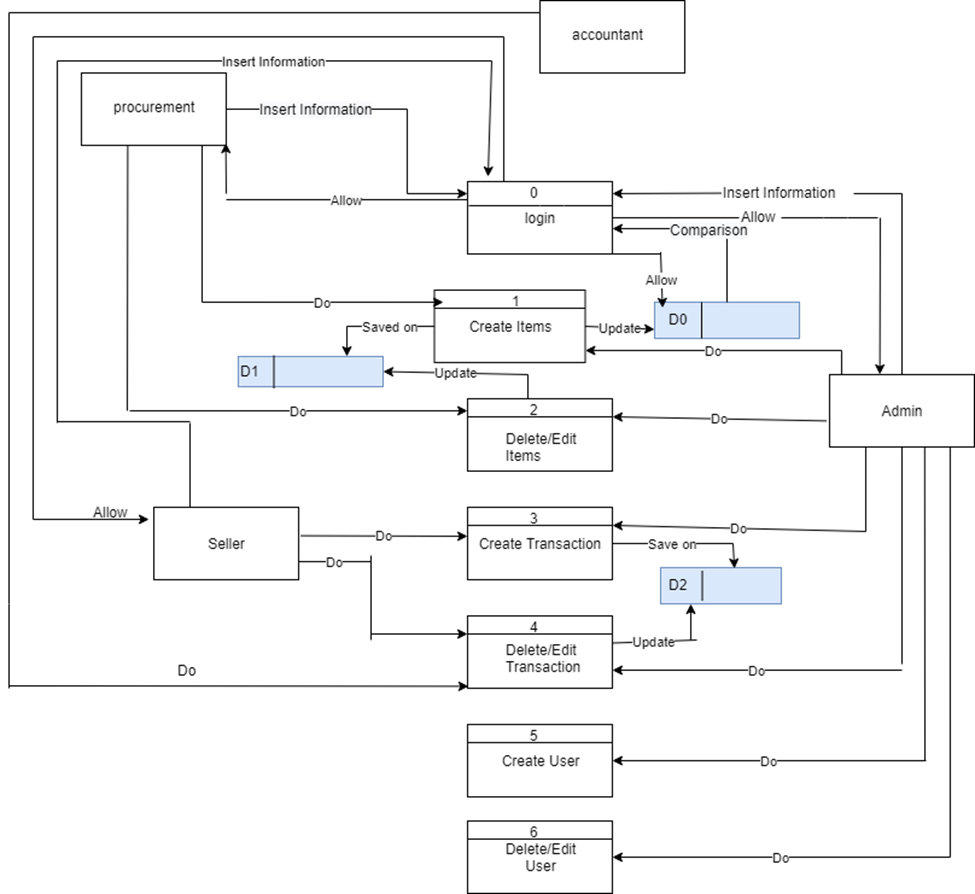 accountant
Insert Information
procurement
Insert Information
0
login
Insert Information
Allow
Allow
Comparison
Allow
1
Create Items
Do
Saved on
Update
D0
Do
D1
Update
2
Delete/Edit
Items
Do
Do
Admin
Allow
Seller
Do
3
Create Transaction
Do
Save on
Do
D2
4
Delete/Edit
Transaction
Update
Do
Do
5
Create User
Do
6
Delete/Edit
User
Do